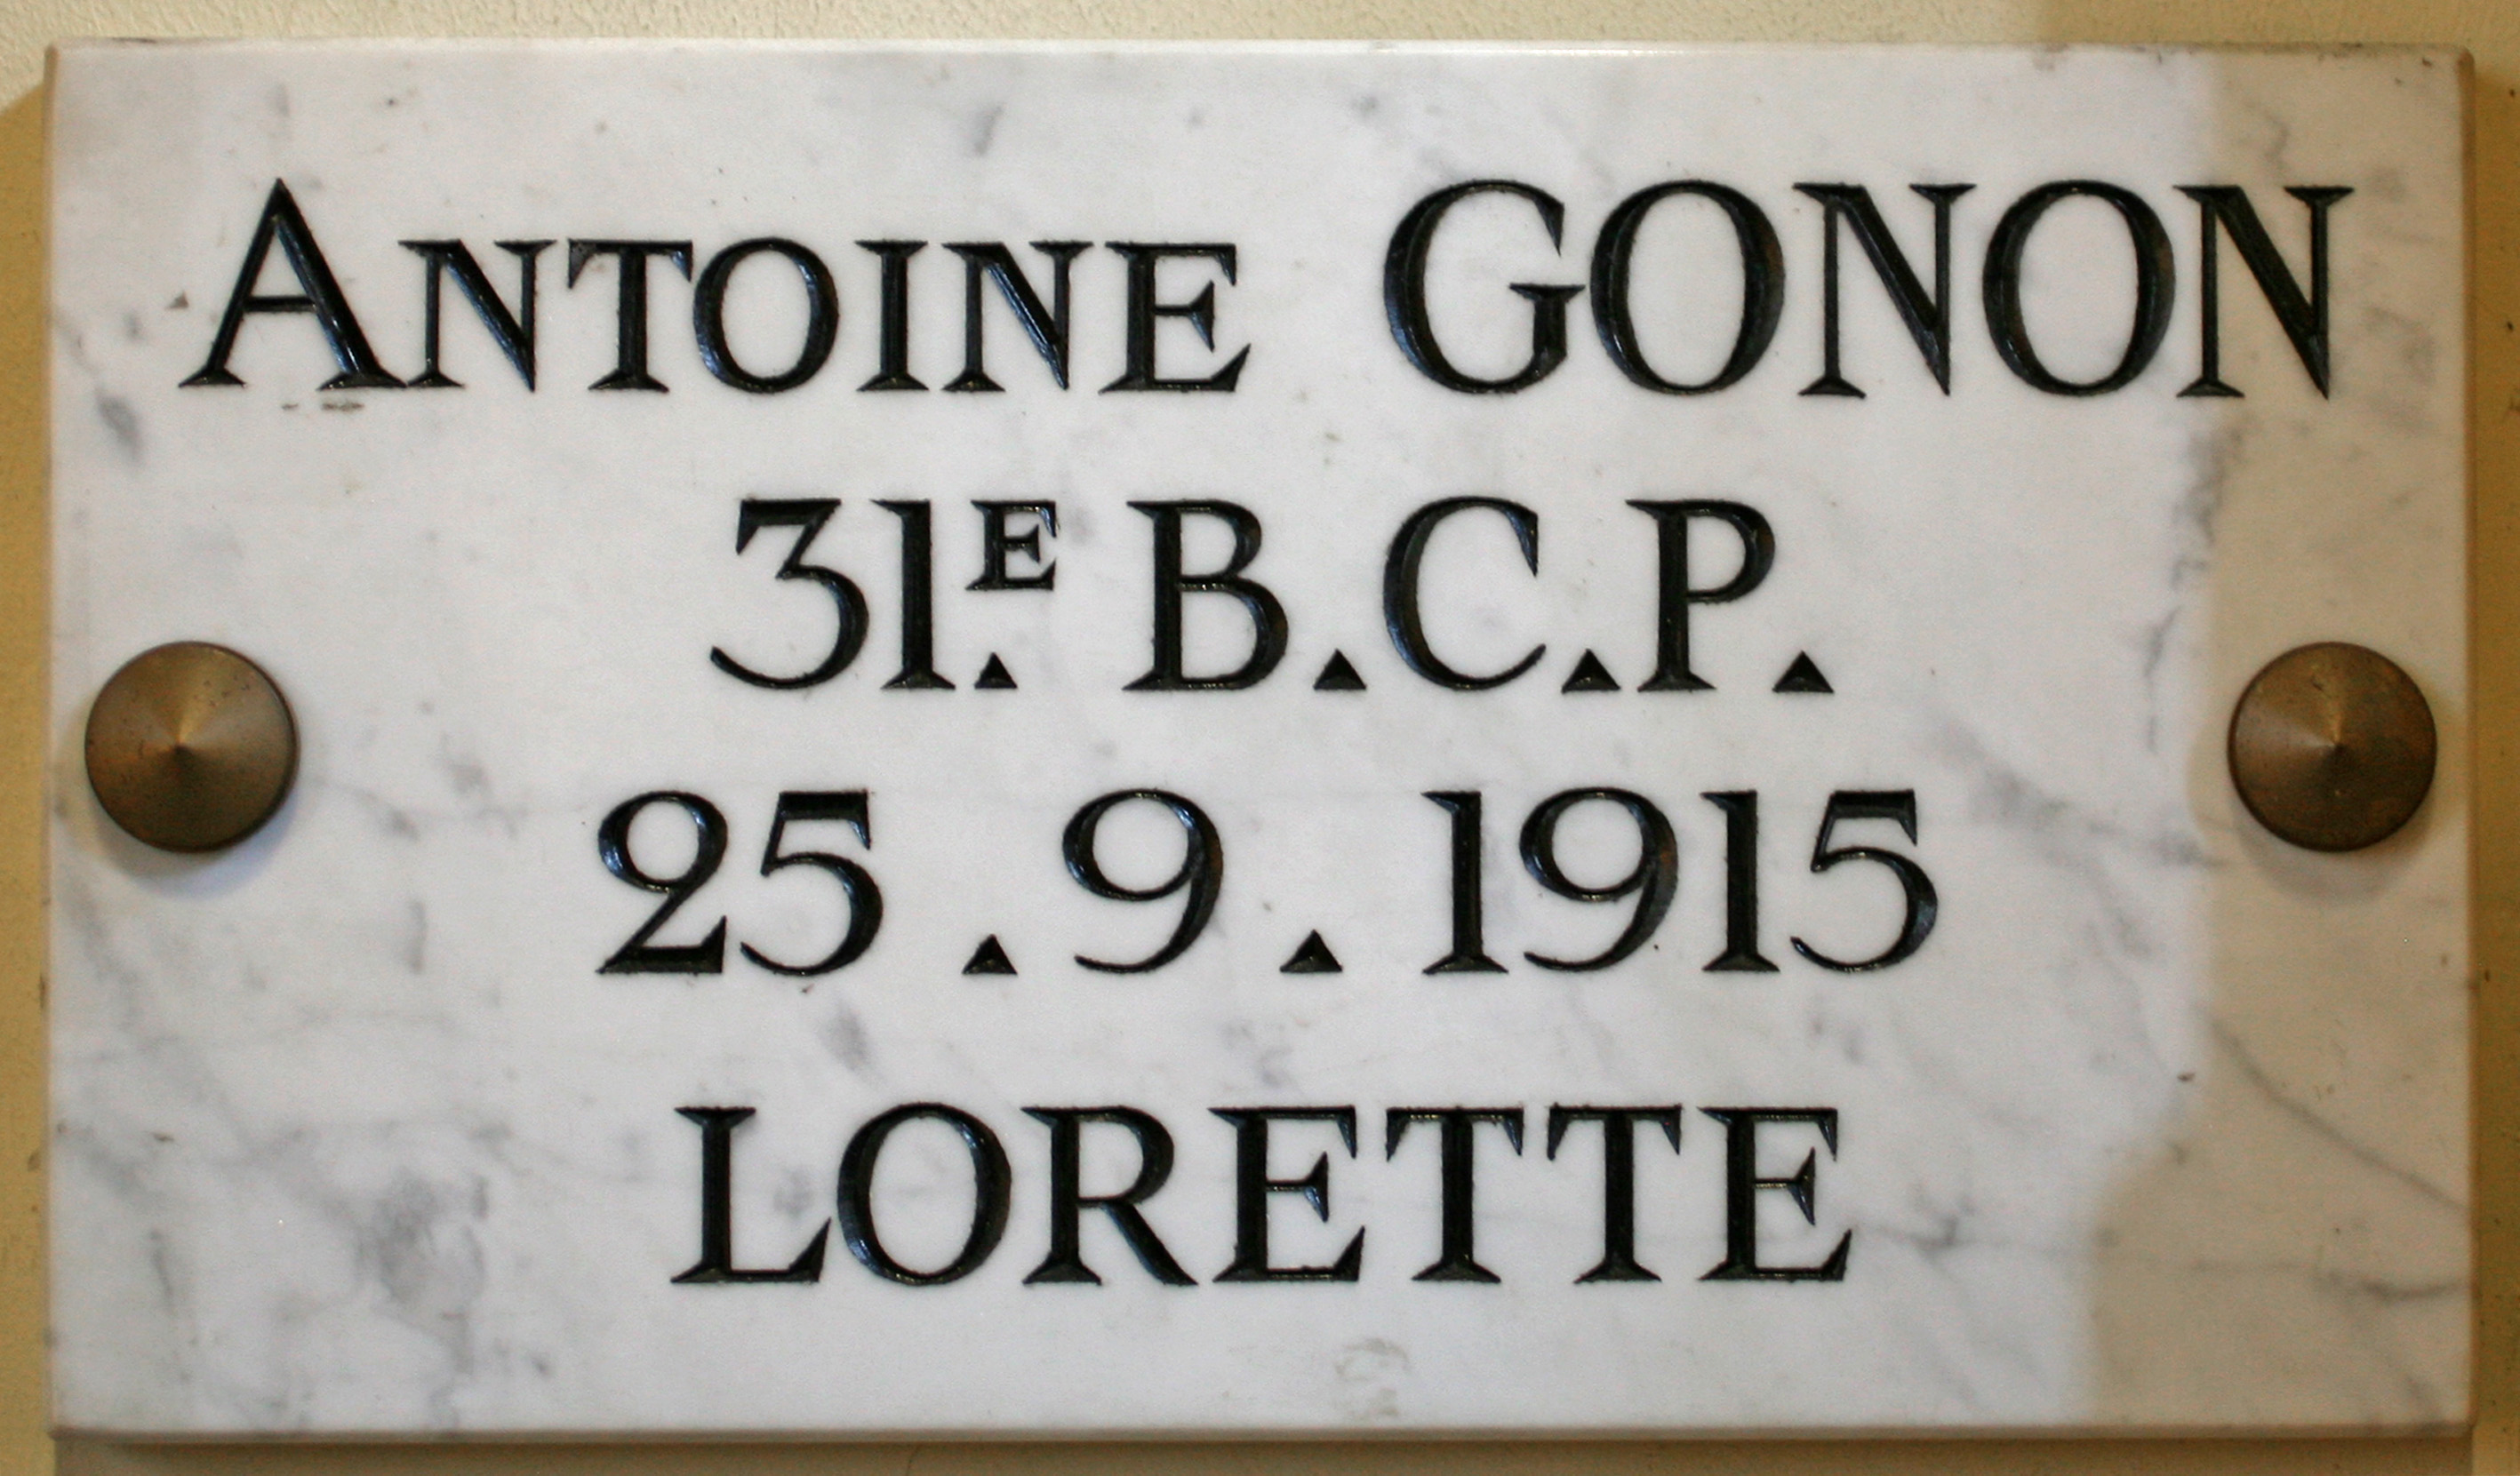 Antoine GONON
31E. B.C.P.
25.9.1915
LORETTE